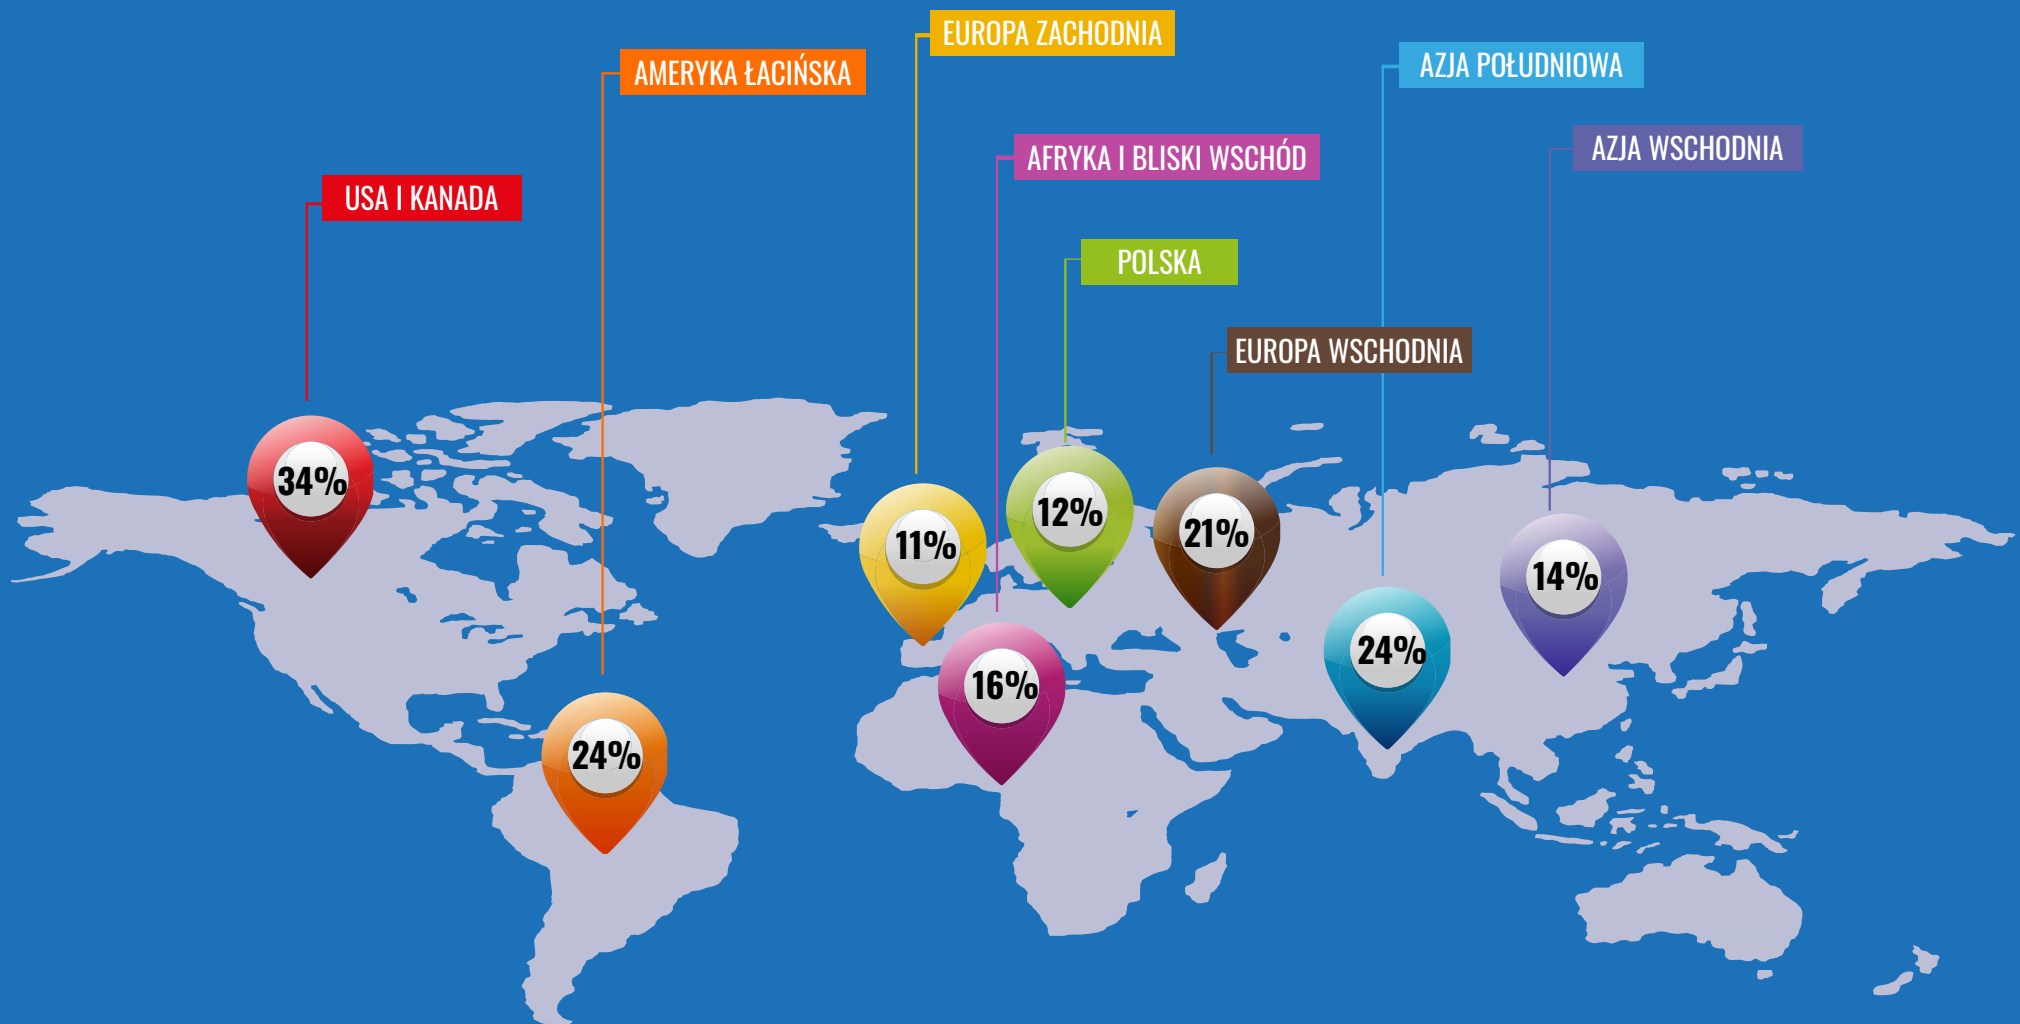 EUROPA ZACHODNIA
AMERYKA ŁACIŃSKA
AZJA POŁUDNIOWA
AZJA WSCHODNIA
AFRYKA I BLISKI WSCHÓD
USA I KANADA
POLSKA
EUROPA WSCHODNIA
34%
12%
21%
11%
14%
24%
16%
24%